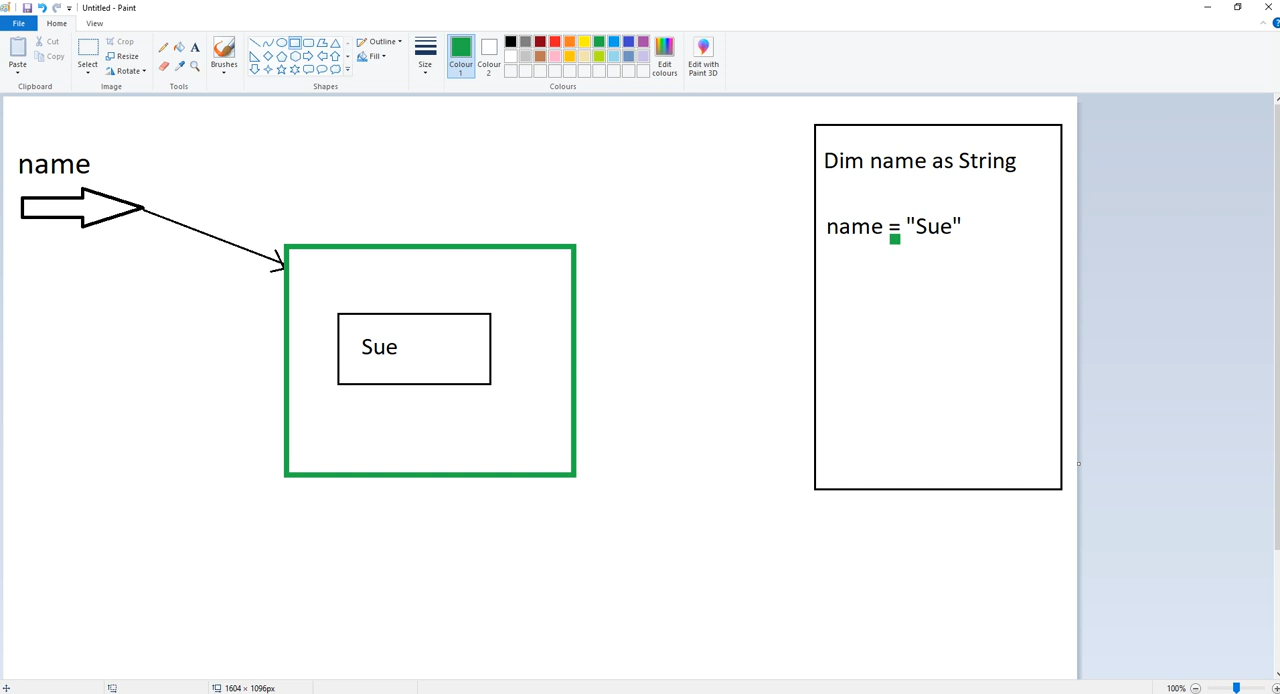 Untitled - Paint
File
Home
View
Paste
Cut
Copy
Clipboard
Select
Crop
Resize
Rotate
Image
A
Tools
Brushes
Outline
Fill
Shapes
Size
Colour 1
Colour 2
Edit colours
Colours
Edit with Paint 3D
name
Sue
Dim name as String
name = "Sue"
1604 × 1096px
100%